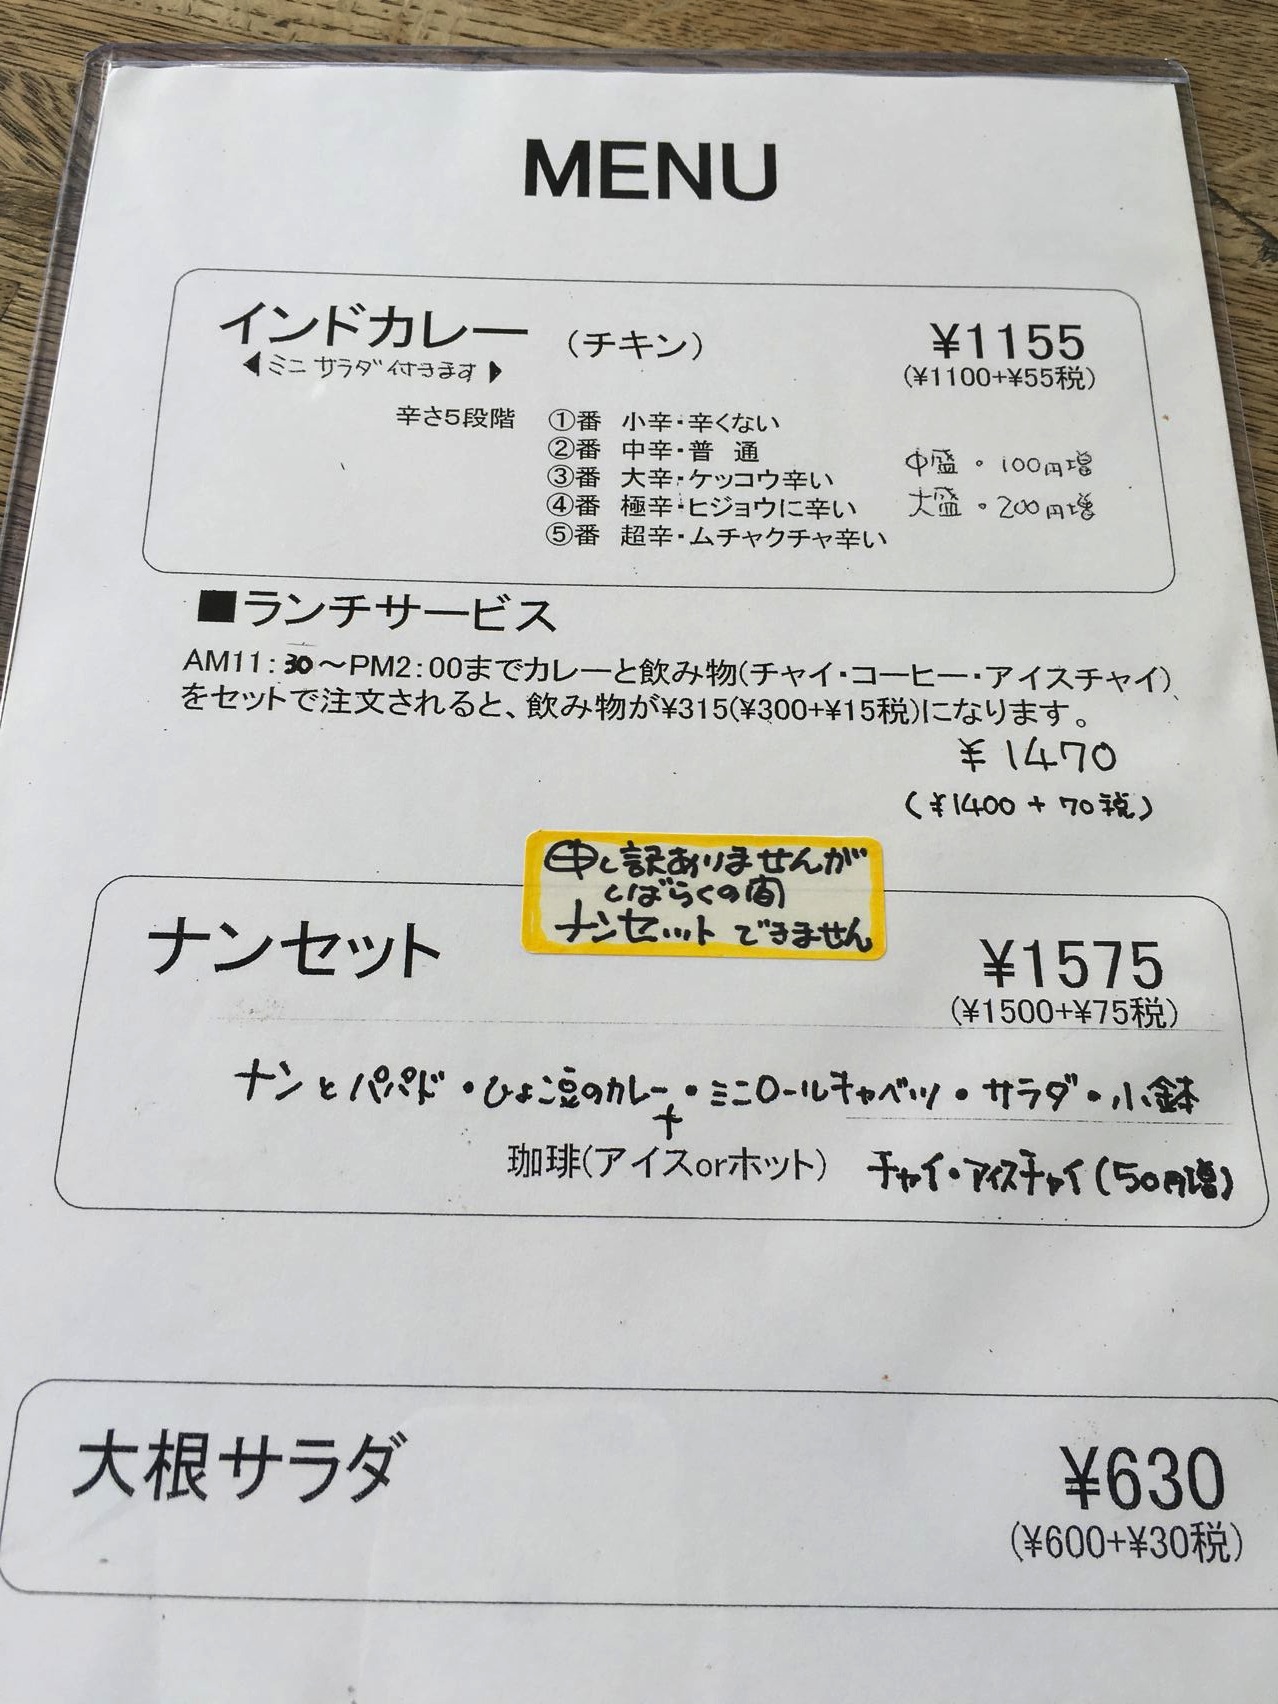 MENU
インドカレー （チキン） ¥1155
◀ミニサラダ付きます▶ (¥1100+¥55税)
辛さ5段階 ①番 小辛・辛くない
②番 中辛・普 通
③番 大辛・ケッコウ辛い 中盛・100円増
④番 極辛・ヒジョウに辛い 大盛・200円増
⑤番 超辛・ムチャクチャ辛い
■ランチサービス
AM11：30～PM2：00までカレーと飲み物(チャイ・コーヒー・アイスチャイ)
をセットで注文されると、飲み物が¥315(¥300+¥15税)になります。
¥1470
(¥1400+70税)
申し訳ありませんが
しばらくの間
ナンセットできません
ナンセット ¥1575
(¥1500+¥75税)
ナンとパパド・ひよこ豆のカレー・ミニロールキャベツ・サラダ・小鉢
+
珈琲(アイスorホット) チャイ・アイスチャイ(50円増)
大根サラダ ¥630
(¥600+¥30税)